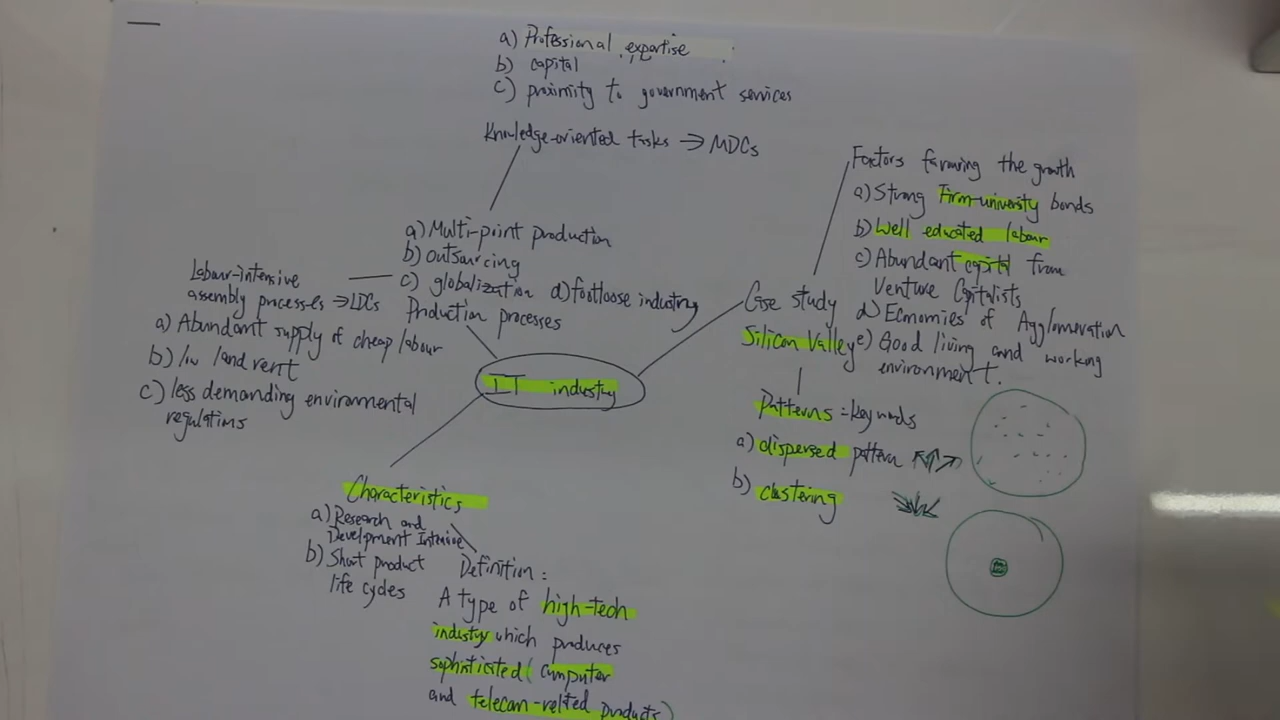 a) Professional expertise
b) capital
c) proximity to government services
Knowledge-oriented tasks → MDCs
a) Multi-point production
b) outsourcing
c) globalization d) footloose industry
Production processes
Labour-intensive
assembly processes → LDCs
a) Abundant supply of cheap labour
b) low land rent
c) less demanding environmental
regulations
IT industry
Factors favouring the growth
a) Strong Firm-university bonds
b) Well educated labour
c) Abundant capital from
Venture Capitalists
d) Economies of Agglomeration
e) Good living and working
environment.
Case study
Silicon Valley
Patterns = keywords
a) dispersed pattern
b) clustering
Characteristics
a) Research and
Development Intensive
b) Short product
life cycles
Definition:
A type of high-tech
industry which produces
sophisticated (computer
and telecom-related products)